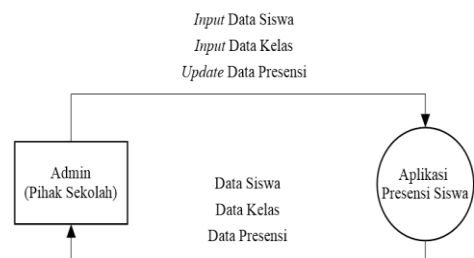 Input Data Siswa
Input Data Kelas
Update Data Presensi
Admin
(Pihak Sekolah)
Data Siswa
Data Kelas
Data Presensi
Aplikasi
Presensi Siswa